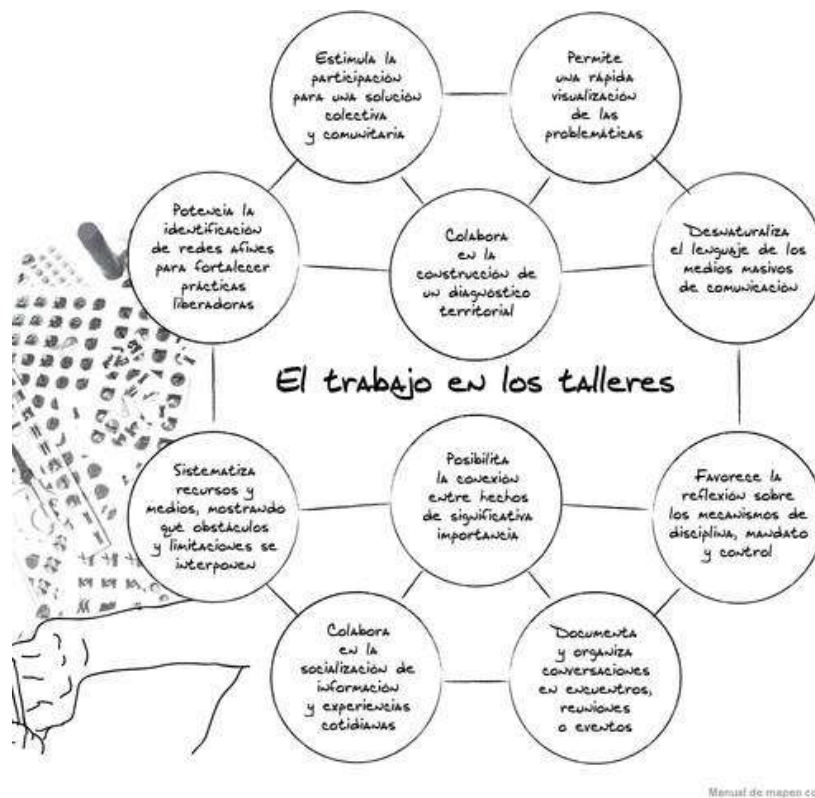 Estimula la
participación
para una solución
colectiva
y comunitaria
Permite
una rápida
visualización
de las
problemáticas
Potencia la
identificación
de redes afines
para fortalecer
prácticas
liberadoras
Colabora
en la
construcción de
un diagnóstico
territorial
Desnaturaliza
el lenguaje de los
medios masivos
de comunicación
El trabajo en los talleres
Sistematiza
recursos y
medios, mostrando
qué obstáculos
y limitaciones se
interponen
Posibilita
la conexión
entre hechos
de significativa
importancia
Favorece la
reflexión sobre
los mecanismos de
disciplina, mandato
y control
Colabora
en la
socialización de
información
y experiencias
cotidianas
Documenta
y organiza
conversaciones
en encuentros,
reuniones
o eventos
Manual de mapeo co